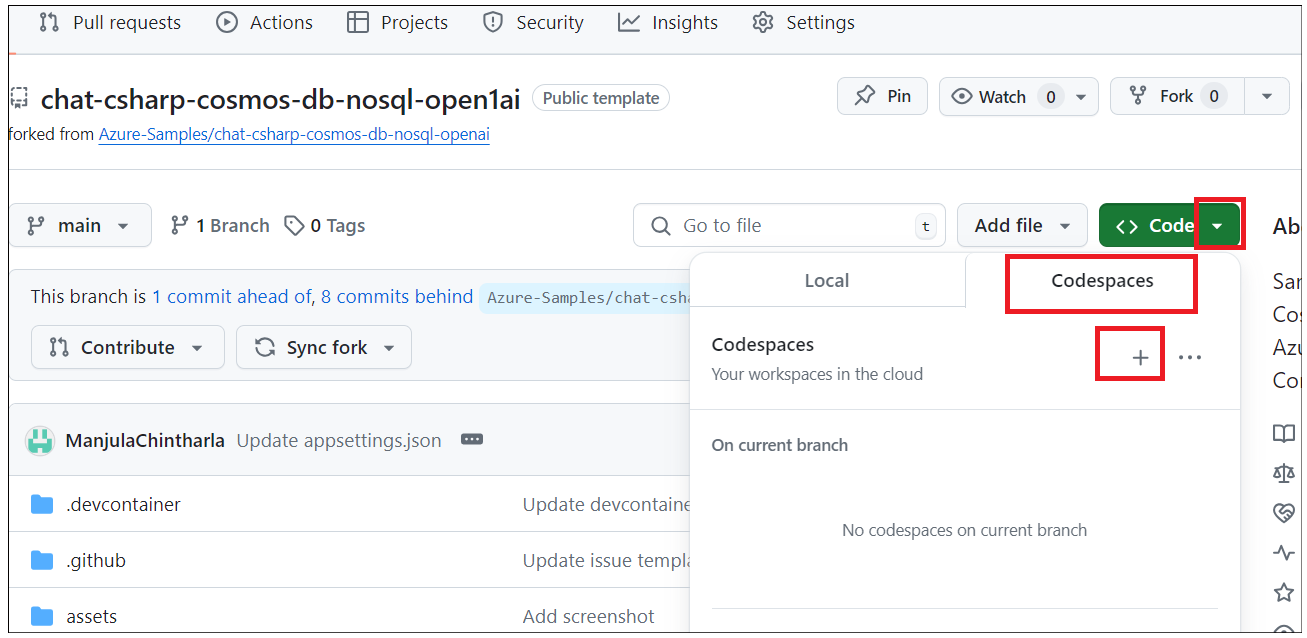 Pull requests Actions Projects Security Insights Settings
chat-csharp-cosmos-db-nosql-open1ai Public template Pin Watch 0 Fork 0
forked from Azure-Samples/chat-csharp-cosmos-db-nosql-openai
main 1 Branch 0 Tags Go to file t Add file <> Code
Ab
Local Codespaces
This branch is 1 commit ahead of, 8 commits behind Azure-Samples/chat-csha
Contribute Sync fork
Codespaces
Your workspaces in the cloud
+ ...
San
Cos
Azu
Con
ManjulaChintharla Update appsettings.json
On current branch
.devcontainer Update devcontaine
No codespaces on current branch
.github Update issue templa
assets Add screenshot